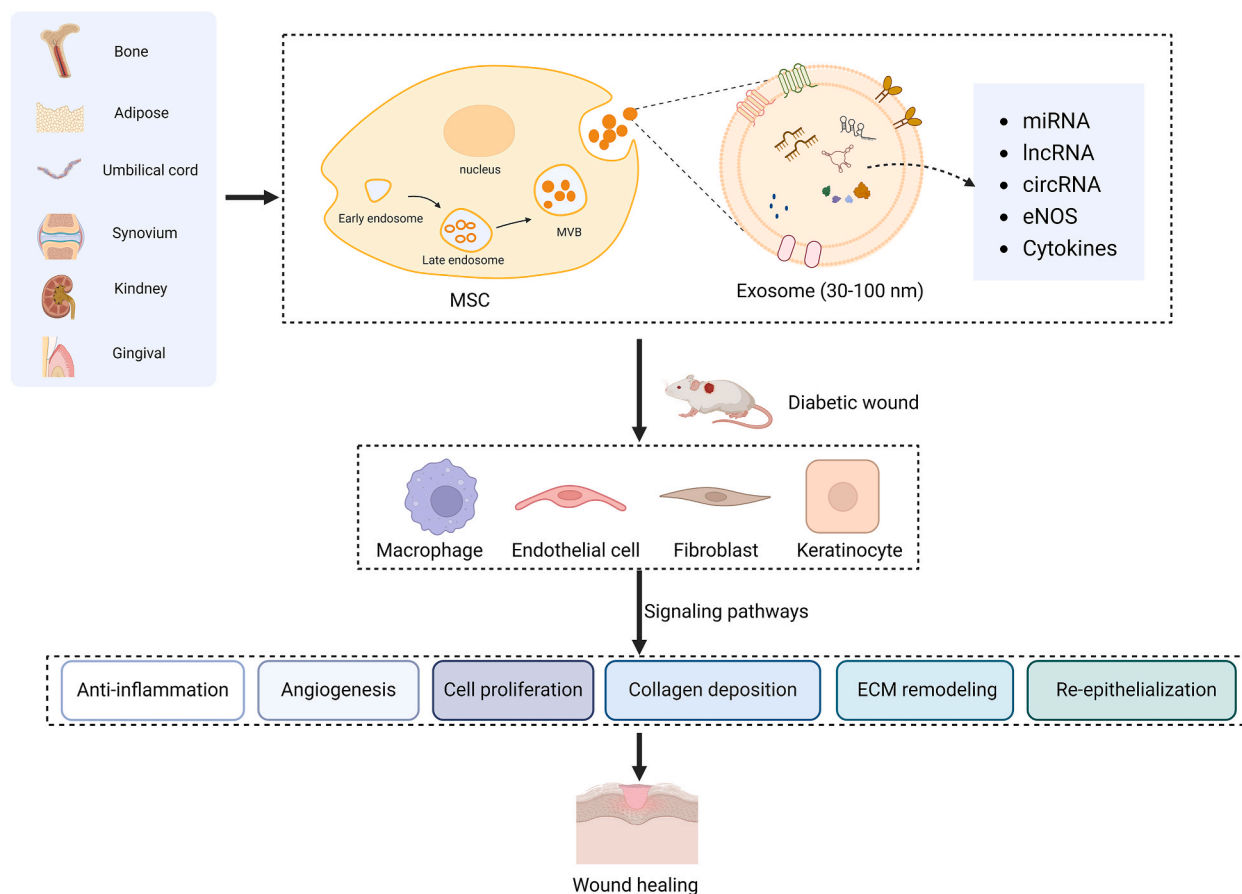 Bone
Adipose
Umbilical cord
Synovium
Kindney
Gingival
nucleus
Early endosome
Late endosome
MVB
MSC
Exosome (30-100 nm)
• miRNA
• lncRNA
• circRNA
• eNOS
• Cytokines
Diabetic wound
Macrophage
Endothelial cell
Fibroblast
Keratinocyte
Signaling pathways
Anti-inflammation
Angiogenesis
Cell proliferation
Collagen deposition
ECM remodeling
Re-epithelialization
Wound healing